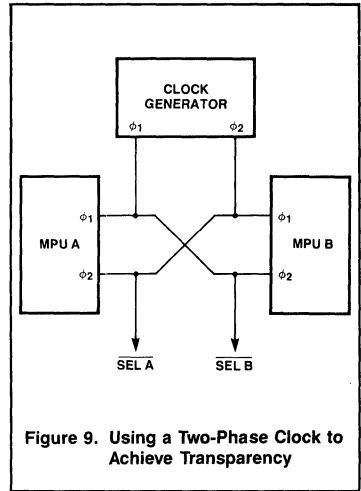 CLOCK
GENERATOR
ϕ1 ϕ2
MPU A
ϕ1
ϕ2
MPU B
ϕ1
ϕ2
SEL A SEL B
Figure 9. Using a Two-Phase Clock to
Achieve Transparency